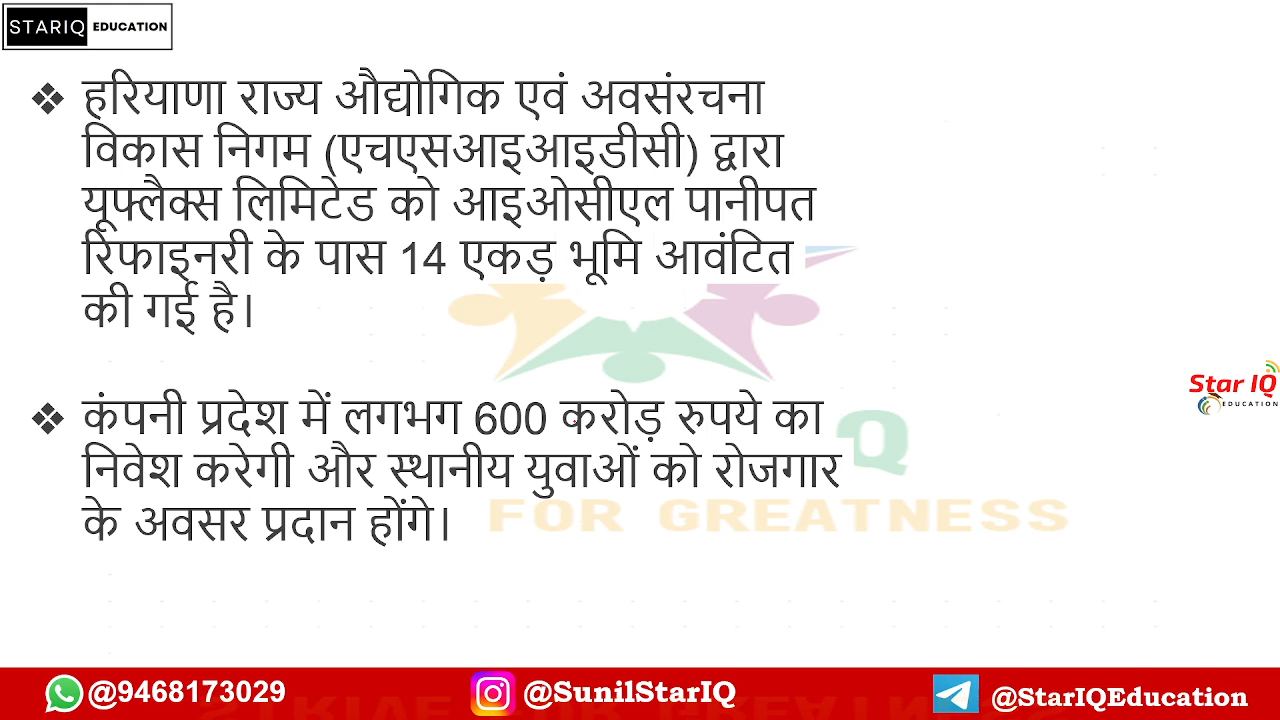 STARIQ EDUCATION
❖ हरियाणा राज्य औद्योगिक एवं अवसंरचना
विकास निगम (एचएसआइआइडीसी) द्वारा
यूफ्लैक्स लिमिटेड को आइओसीएल पानीपत
रिफाइनरी के पास 14 एकड़ भूमि आवंटित
की गई है।
❖ कंपनी प्रदेश में लगभग 600 करोड़ रुपये का
निवेश करेगी और स्थानीय युवाओं को रोजगार
के अवसर प्रदान होंगे।
Q
FOR GREATNESS
Star IQ
EDUCATION
@9468173029 @SunilStarIQ @StarIQEducation